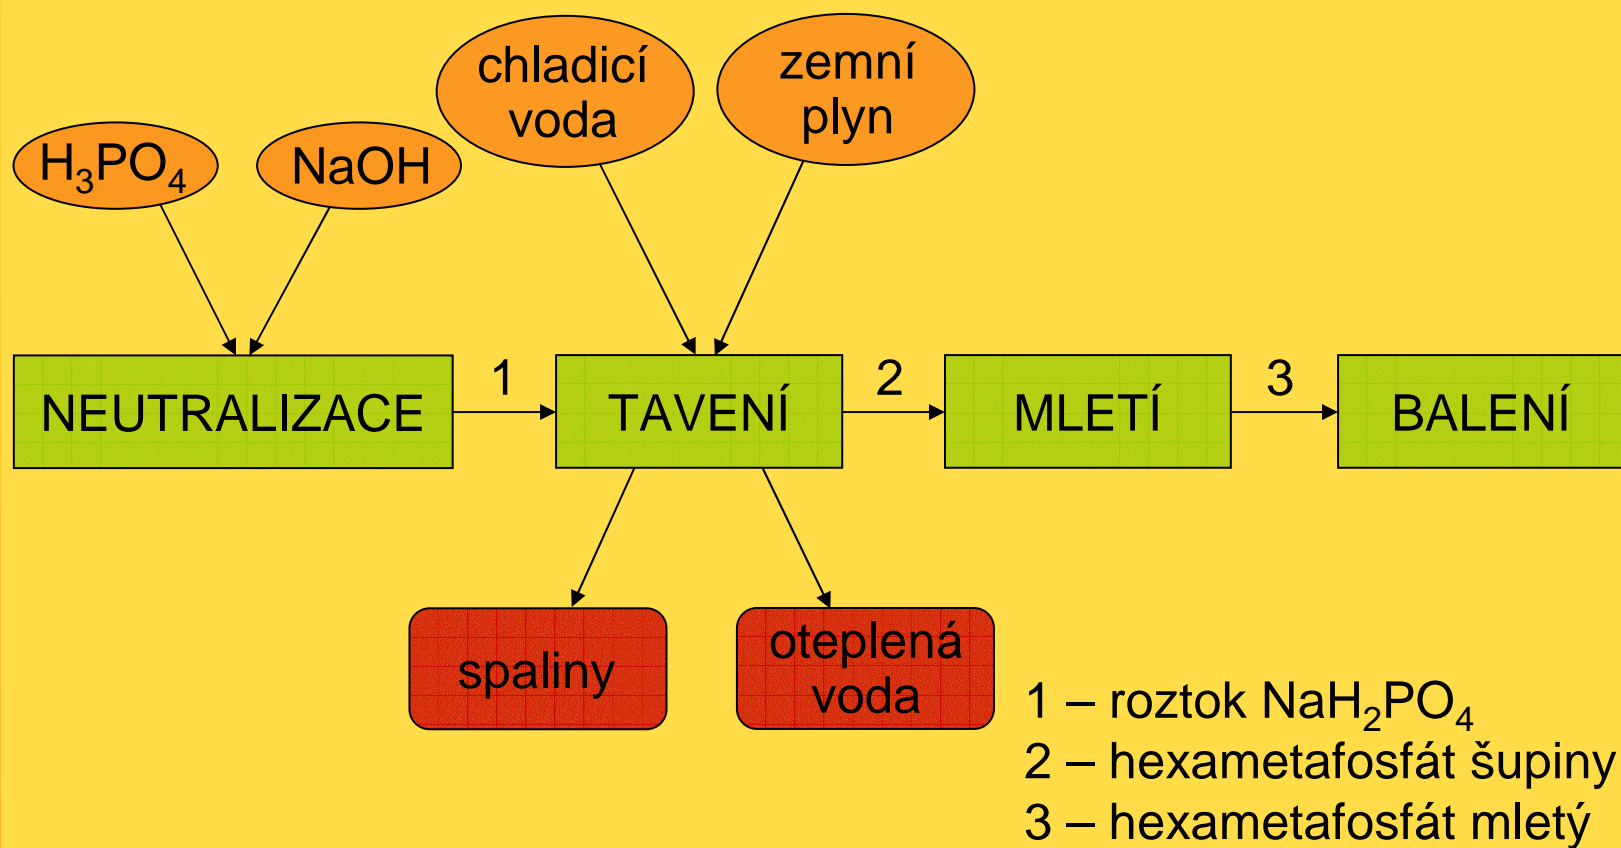 chladicí
voda
zemní
plyn
H₃PO₄
NaOH
NEUTRALIZACE
1
TAVENÍ
2
MLETÍ
3
BALENÍ
spaliny
oteplená
voda
1 – roztok NaH₂PO₄
2 – hexametafosfát šupiny
3 – hexametafosfát mletý